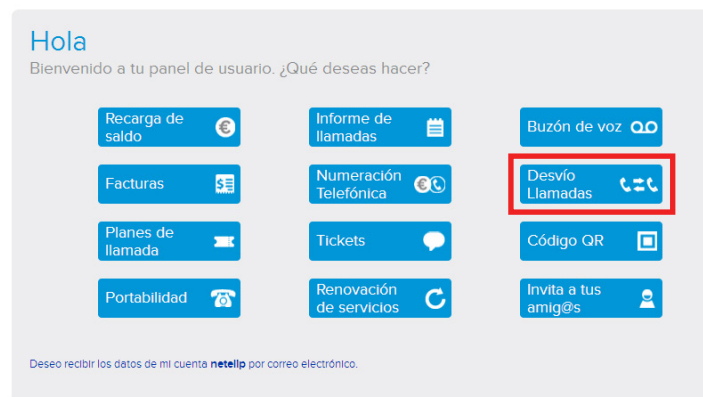 Hola
Bienvenido a tu panel de usuario. ¿Qué deseas hacer?
Recarga de
saldo
Informe de
llamadas
Buzón de voz
Facturas
Numeración
Telefónica
Desvío
Llamadas
Planes de
llamada
Tickets
Código QR
Portabilidad
Renovación
de servicios
Invita a tus
amig@s
Deseo recibir los datos de mi cuenta netelip por correo electrónico.